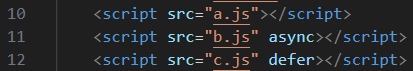 10 <script src="a.js"></script>
11 <script src="b.js" async></script>
12 <script src="c.js" defer></script>